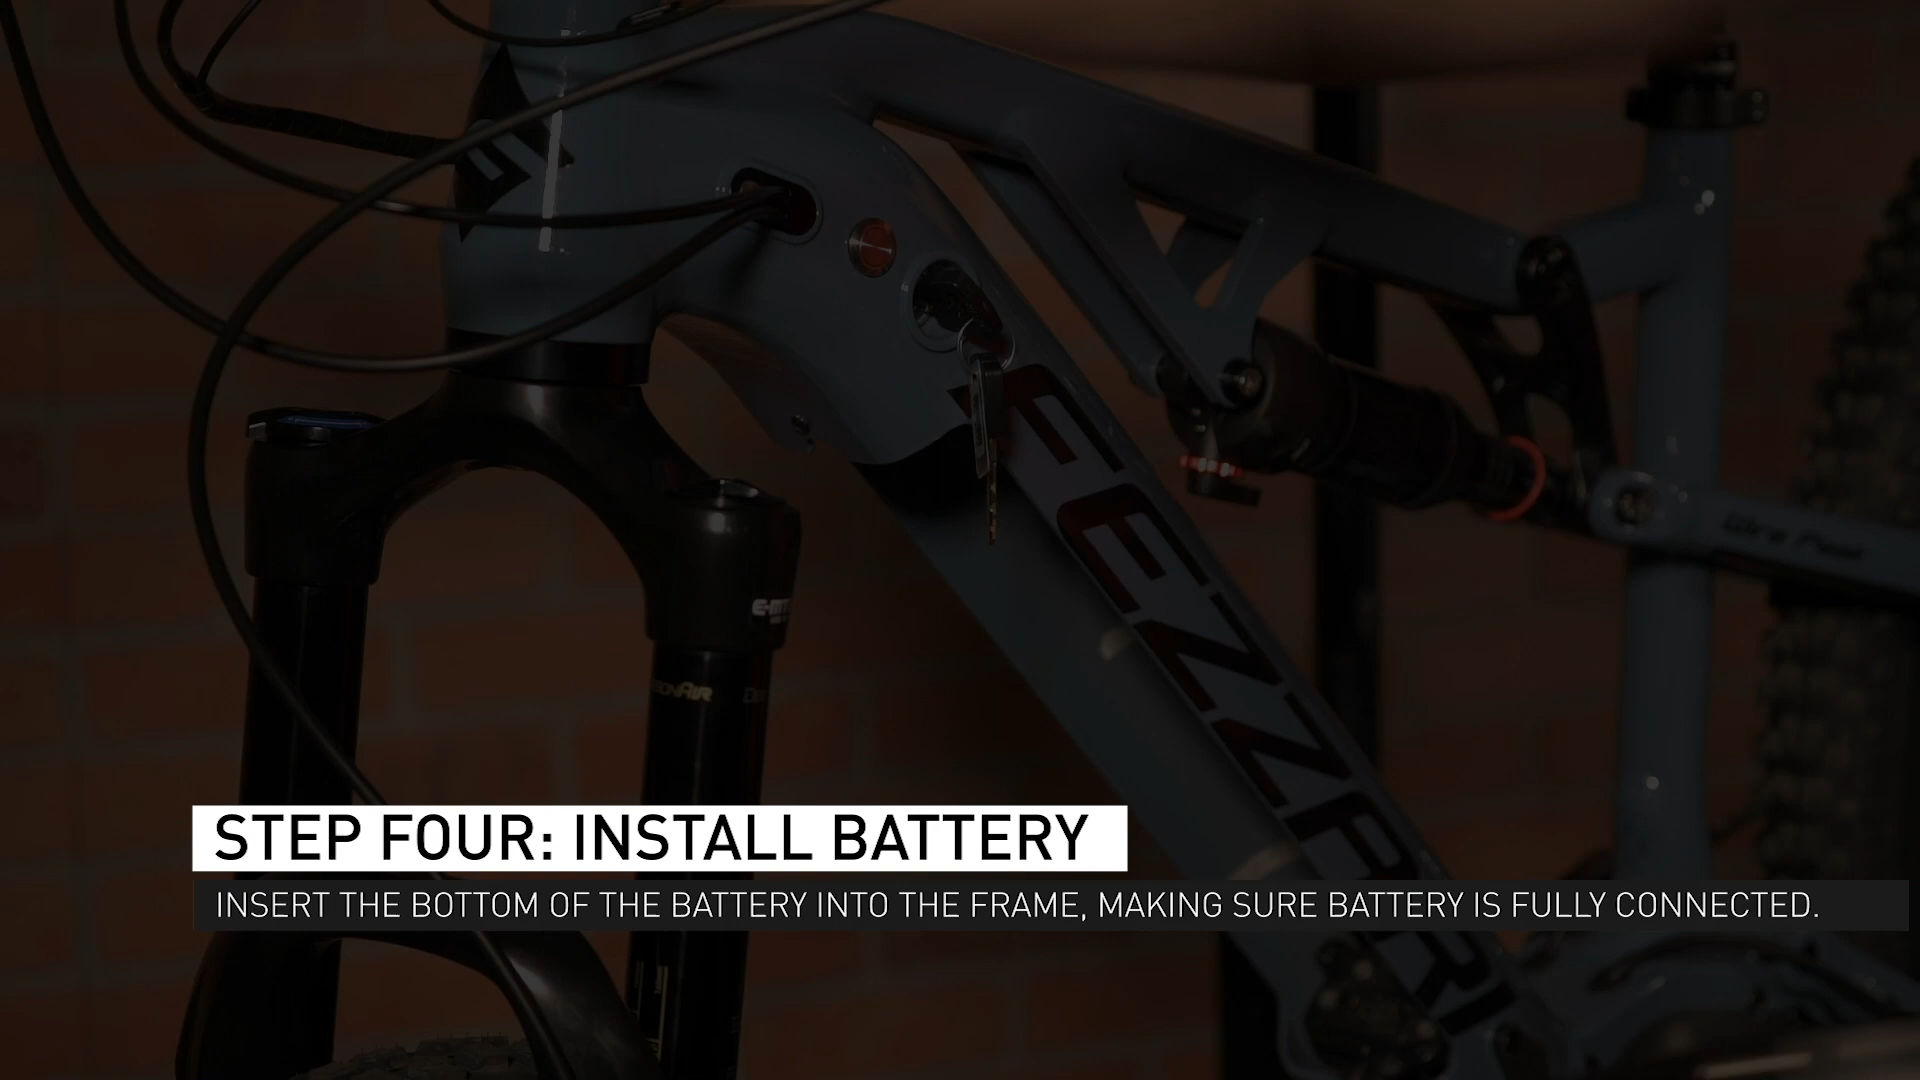 FEZZARI
STEP FOUR: INSTALL BATTERY
INSERT THE BOTTOM OF THE BATTERY INTO THE FRAME, MAKING SURE BATTERY IS FULLY CONNECTED.